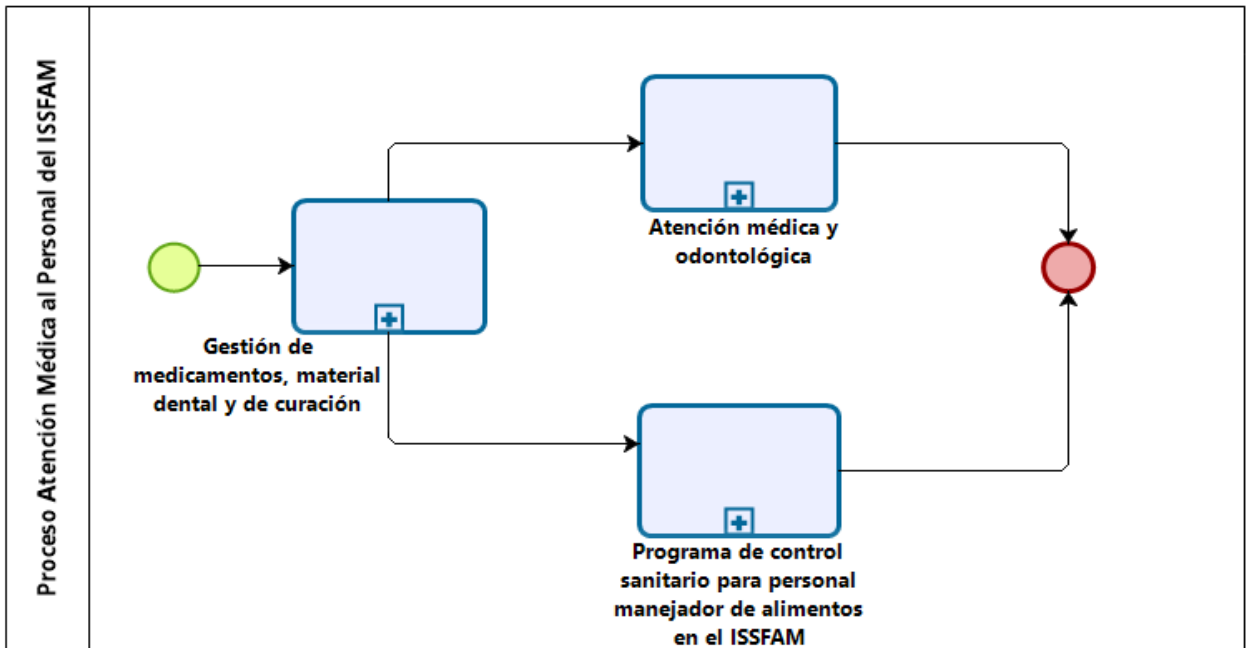 Proceso Atención Médica al Personal del ISSFAM
Gestión de
medicamentos, material
dental y de curación
Atención médica y
odontológica
Programa de control
sanitario para personal
manejador de alimentos
en el ISSFAM